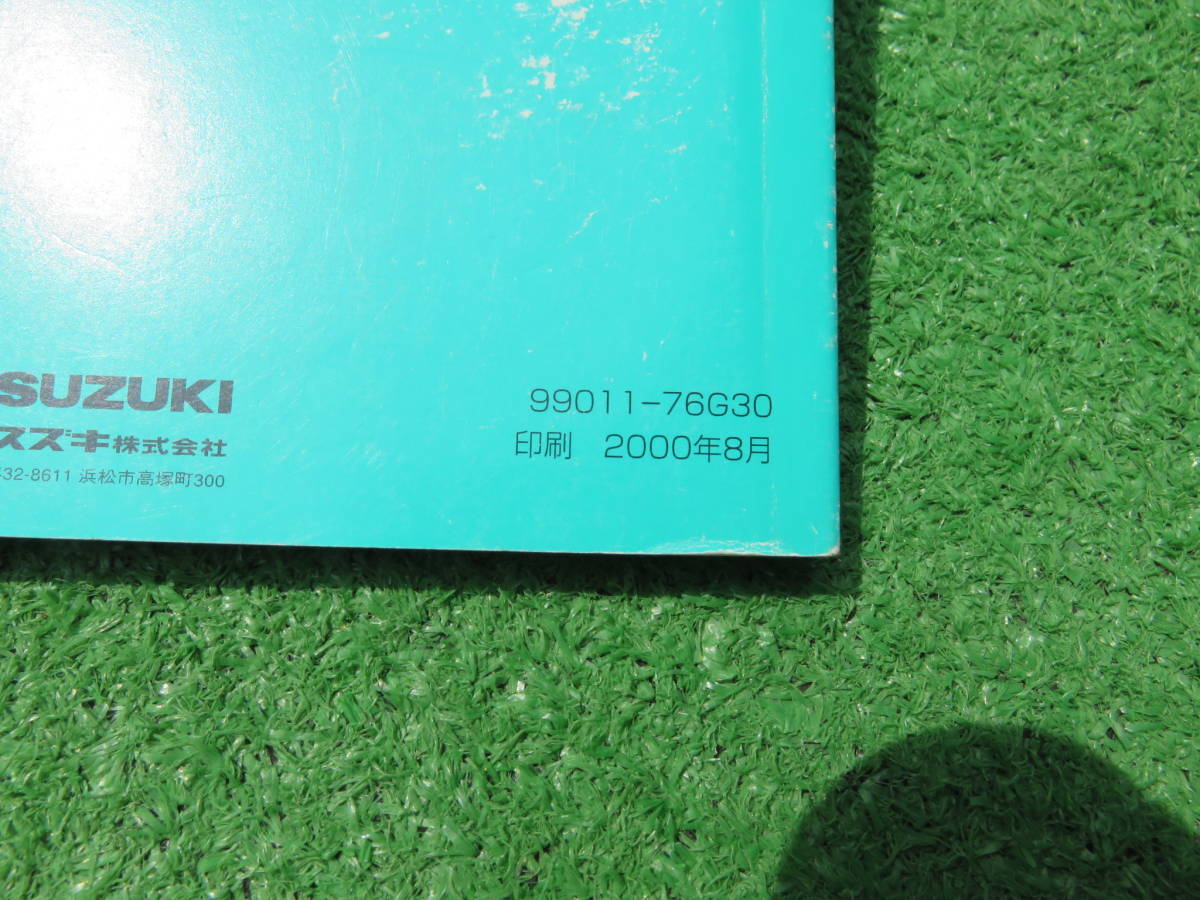 SUZUKI
スズキ株式会社
32-8611 浜松市高塚町300
99011-76G30
印刷 2000年8月